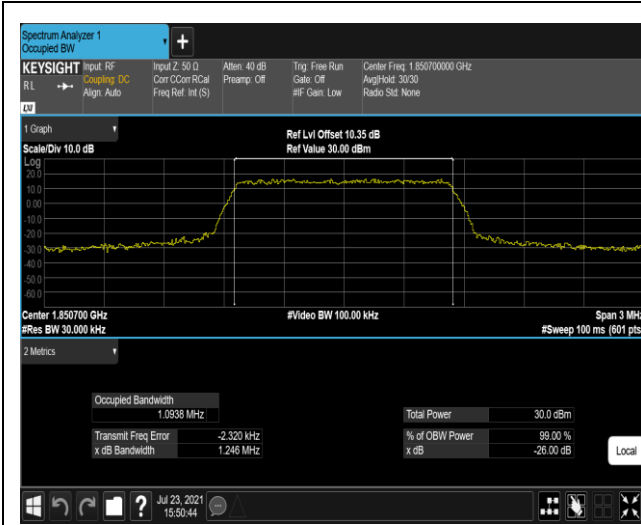 Spectrum Analyzer 1
Occupied BW
+
KEYSIGHT
RL
LXI
Input: RF
Coupling: DC
Align: Auto
Input Z: 50 Ω
Corr CCorr RCal
Freq Ref: Int (S)
Atten: 40 dB
Preamp: Off
Trig: Free Run
Gate: Off
#IF Gain: Low
Center Freq: 1.850700000 GHz
Avg|Hold: 30/30
Radio Std: None
1 Graph
Scale/Div 10.0 dB
Ref Lvl Offset 10.35 dB
Ref Value 30.00 dBm
Log
20.0
10.0
0.00
-10.0
-20.0
-30.0
-40.0
-50.0
-60.0
Center 1.850700 GHz
#Res BW 30.000 kHz
#Video BW 100.00 kHz
Span 3 MHz
#Sweep 100 ms (601 pts
2 Metrics
Occupied Bandwidth
1.0938 MHz
Transmit Freq Error -2.320 kHz
x dB Bandwidth 1.246 MHz
Total Power 30.0 dBm
% of OBW Power 99.00 %
x dB -26.00 dB
Local
?
Jul 23, 2021
15:50:44